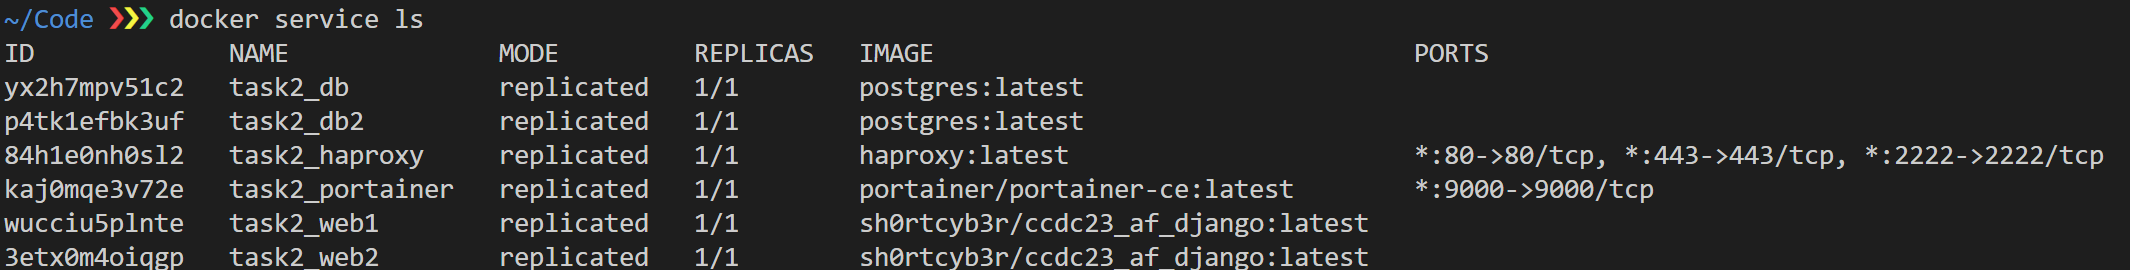 ~/Code ❯❯❯ docker service ls
ID             NAME              MODE         REPLICAS   IMAGE                                PORTS
yx2h7mpv51c2   task2_db          replicated   1/1        postgres:latest
p4tk1efbk3uf   task2_db2         replicated   1/1        postgres:latest
84h1e0nh0sl2   task2_haproxy     replicated   1/1        haproxy:latest                       *:80->80/tcp, *:443->443/tcp, *:2222->2222/tcp
kaj0mqe3v72e   task2_portainer   replicated   1/1        portainer/portainer-ce:latest        *:9000->9000/tcp
wucciu5plnte   task2_web1        replicated   1/1        sh0rtcyb3r/ccdc23_af_django:latest
3etx0m4oiqgp   task2_web2        replicated   1/1        sh0rtcyb3r/ccdc23_af_django:latest